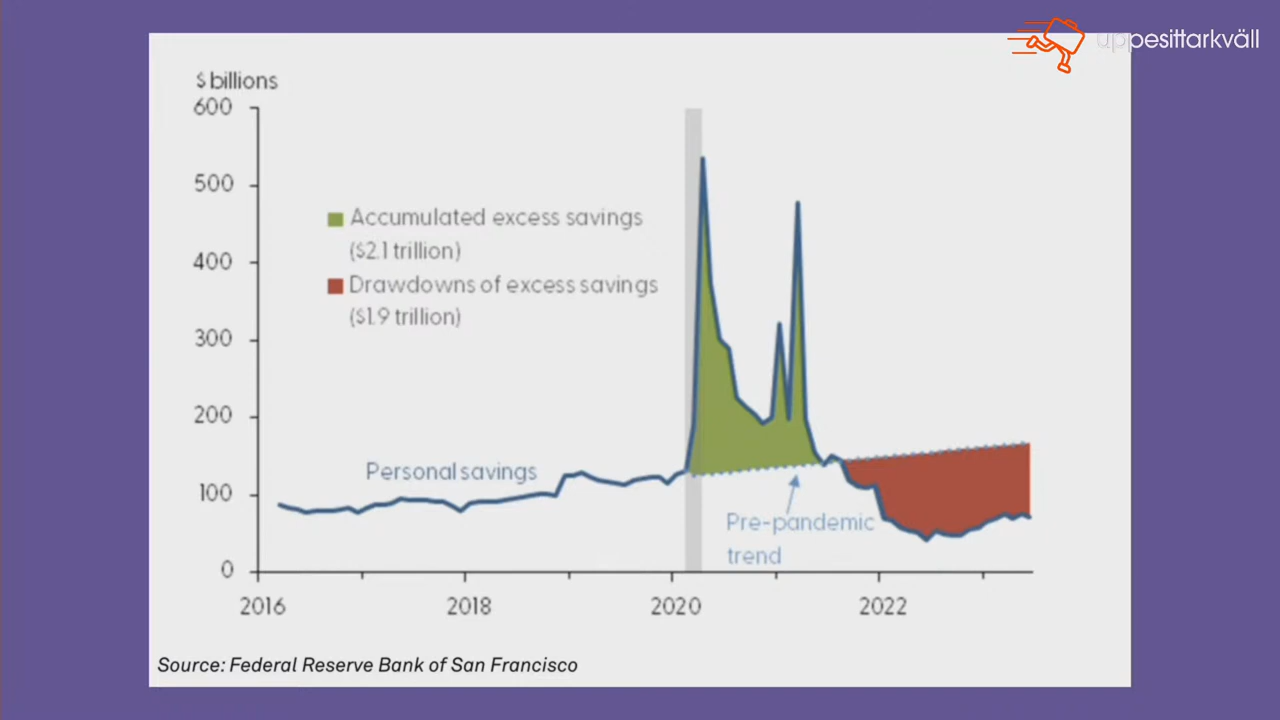 uppesittarkväll
$ billions
600
500
400
300
200
100
0
Accumulated excess savings
($2.1 trillion)
Drawdowns of excess savings
($1.9 trillion)
Personal savings
Pre-pandemic
trend
2016
2018
2020
2022
Source: Federal Reserve Bank of San Francisco